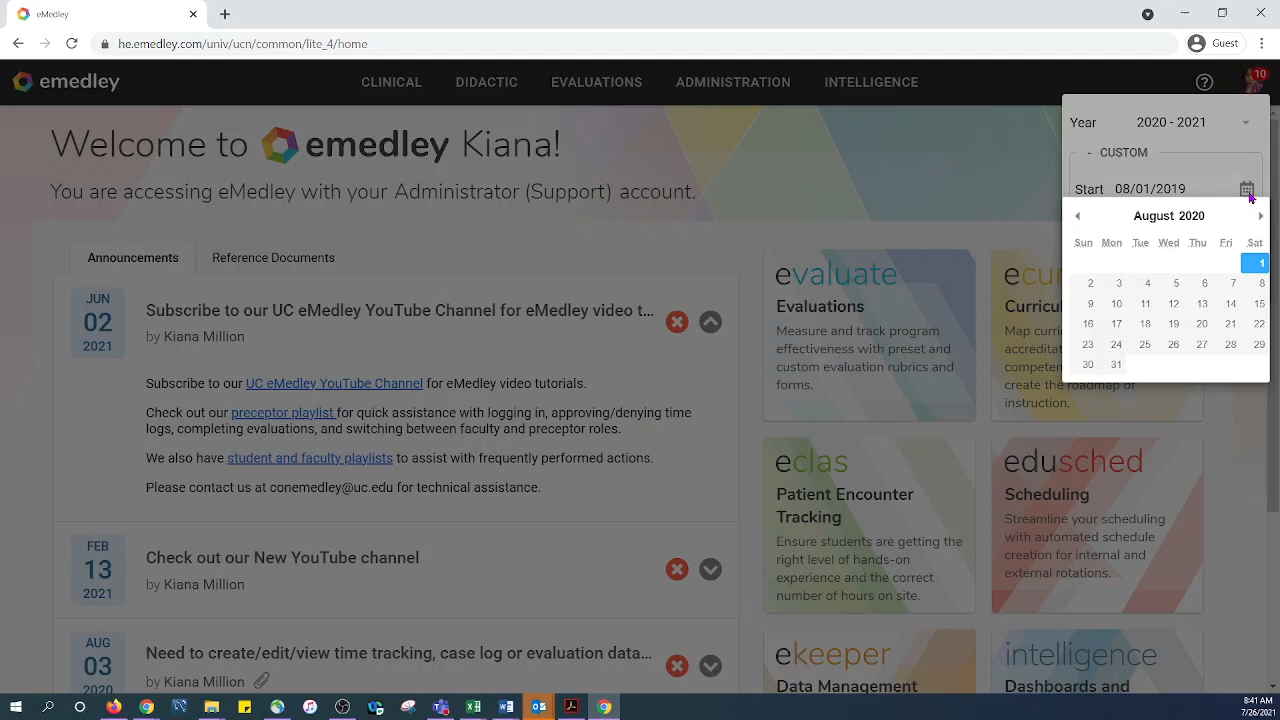 eMedley
he.emedley.com/univ/ucn/common/lite_4/home
Guest
emedley
CLINICAL
DIDACTIC
EVALUATIONS
ADMINISTRATION
INTELLIGENCE
10
Welcome to emedley Kiana!
You are accessing eMedley with your Administrator (Support) account.
Year 2020 - 2021
- CUSTOM
Start 08/01/2019
August 2020
Sun Mon Tue Wed Thu Fri Sat
1
2 3 4 5 6 7 8
9 10 11 12 13 14 15
16 17 18 19 20 21 22
23 24 25 26 27 28 29
30 31
Announcements
Reference Documents
JUN
02
2021
Subscribe to our UC eMedley YouTube Channel for eMedley video t...
by Kiana Million
Subscribe to our UC eMedley YouTube Channel for eMedley video tutorials.
Check out our preceptor playlist for quick assistance with logging in, approving/denying time
logs, completing evaluations, and switching between faculty and preceptor roles.
We also have student and faculty playlists to assist with frequently performed actions.
Please contact us at conemedley@uc.edu for technical assistance.
FEB
13
2021
Check out our New YouTube channel
by Kiana Million
AUG
03
2020
Need to create/edit/view time tracking, case log or evaluation data...
by Kiana Million
evaluate
Evaluations
Measure and track program
effectiveness with preset and
custom evaluation rubrics and
forms.
ecu
Curricu
Map curric
accreditat
competen
create the roadmap of
instruction.
eclas
Patient Encounter
Tracking
Ensure students are getting the
right level of hands-on
experience and the correct
number of hours on site.
edusched
Scheduling
Streamline your scheduling
with automated schedule
creation for internal and
external rotations.
ekeeper
Data Management
intelligence
Dashboards and
8:41 AM
7/26/2021